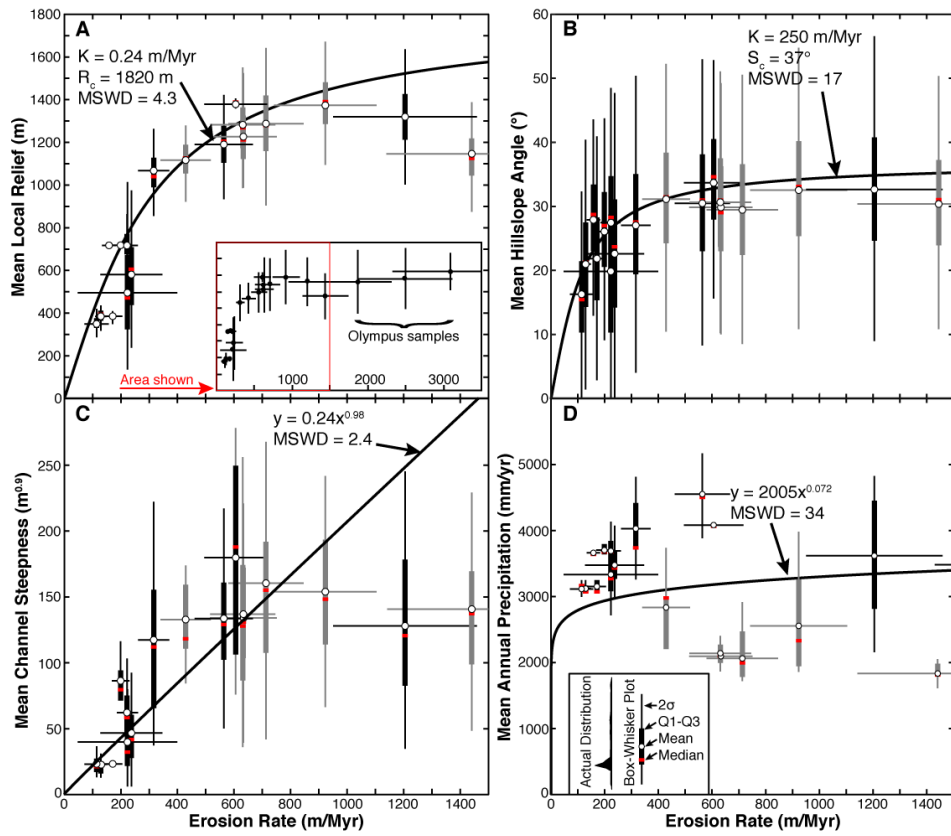 A
K = 0.24 m/Myr
R_c = 1820 m
MSWD = 4.3
1800
1600
1400
1200
1000
800
600
400
200
0
Mean Local Relief (m)
Olympus samples
Area shown
1000
2000
3000
B
K = 250 m/Myr
S_c = 37°
MSWD = 17
60
50
40
30
20
10
0
Mean Hillslope Angle (°)
C
y = 0.24x^0.98
MSWD = 2.4
250
200
150
100
50
0
Mean Channel Steepness (m^0.9)
0
200
400
600
800
1000
1200
1400
Erosion Rate (m/Myr)
D
y = 2005x^0.072
MSWD = 34
5000
4000
3000
2000
1000
0
Mean Annual Precipitation (mm/yr)
Actual Distribution
Box-Whisker Plot
2σ
Q1-Q3
Mean
Median
0
200
400
600
800
1000
1200
1400
Erosion Rate (m/Myr)